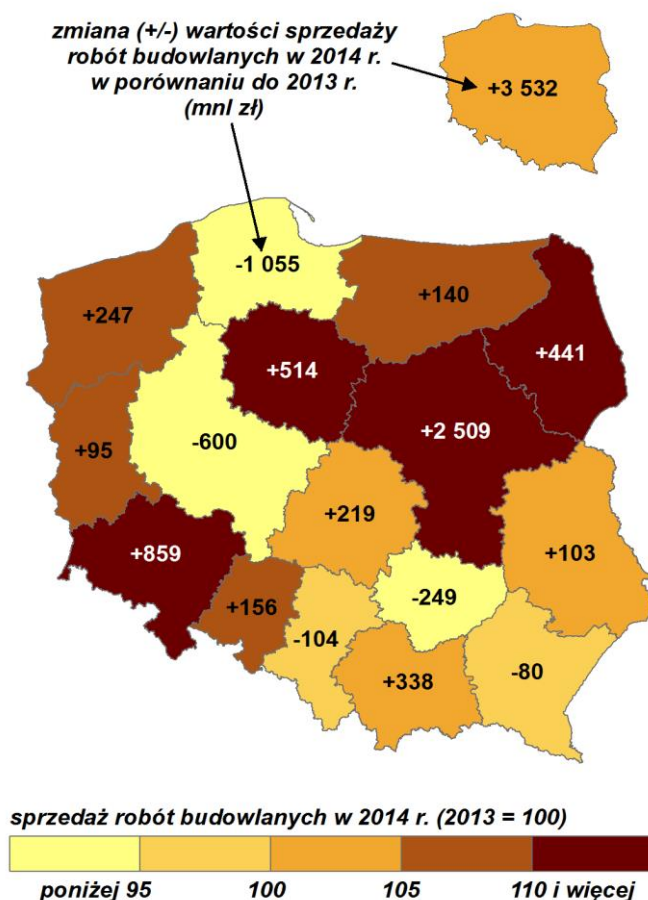 zmiana (+/-) wartości sprzedaży
robót budowlanych w 2014 r.
w porównaniu do 2013 r.
(mnl zł)
+3 532
-1 055
+140
+247
+441
+514
+2 509
+95
-600
+219
+103
+859
+156
-249
-104
+338
-80
sprzedaż robót budowlanych w 2014 r. (2013 = 100)
poniżej 95 100 105 110 i więcej